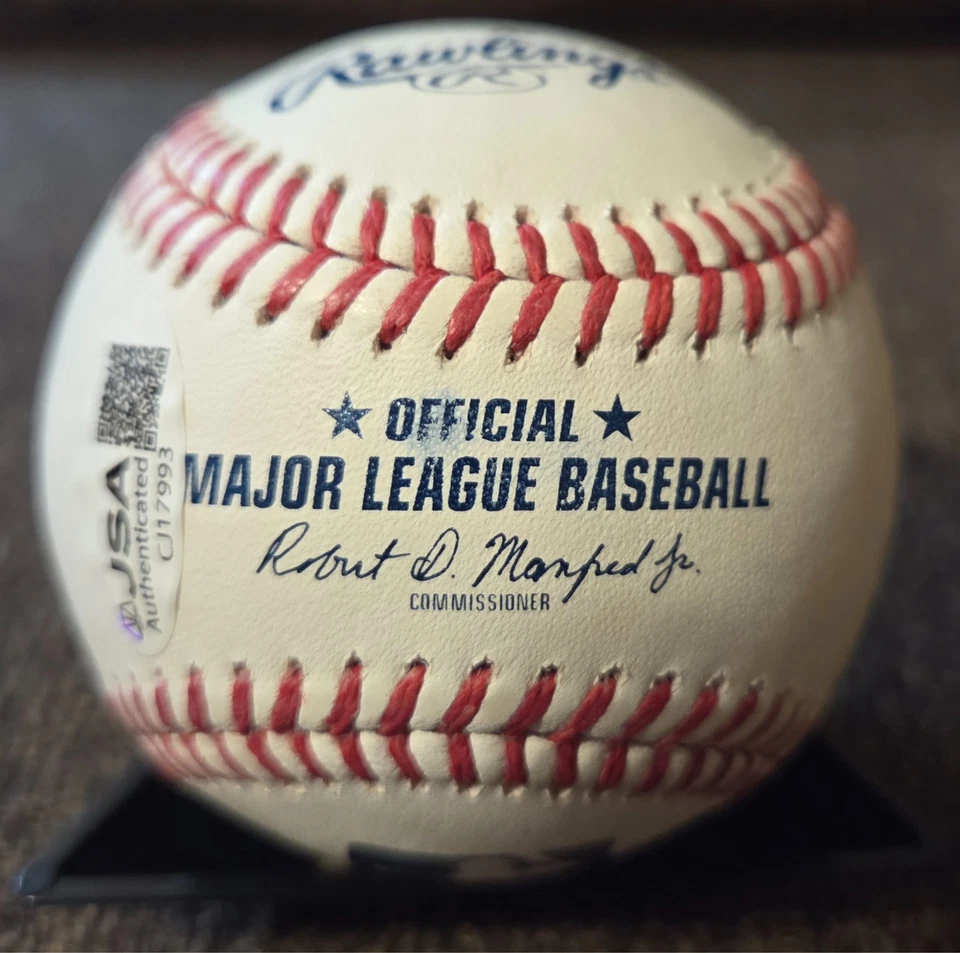 Rawlings
R
★ OFFICIAL ★
MAJOR LEAGUE BASEBALL
Robert D. Manfred Jr.
COMMISSIONER
JSA
Authenticated
CJ17993